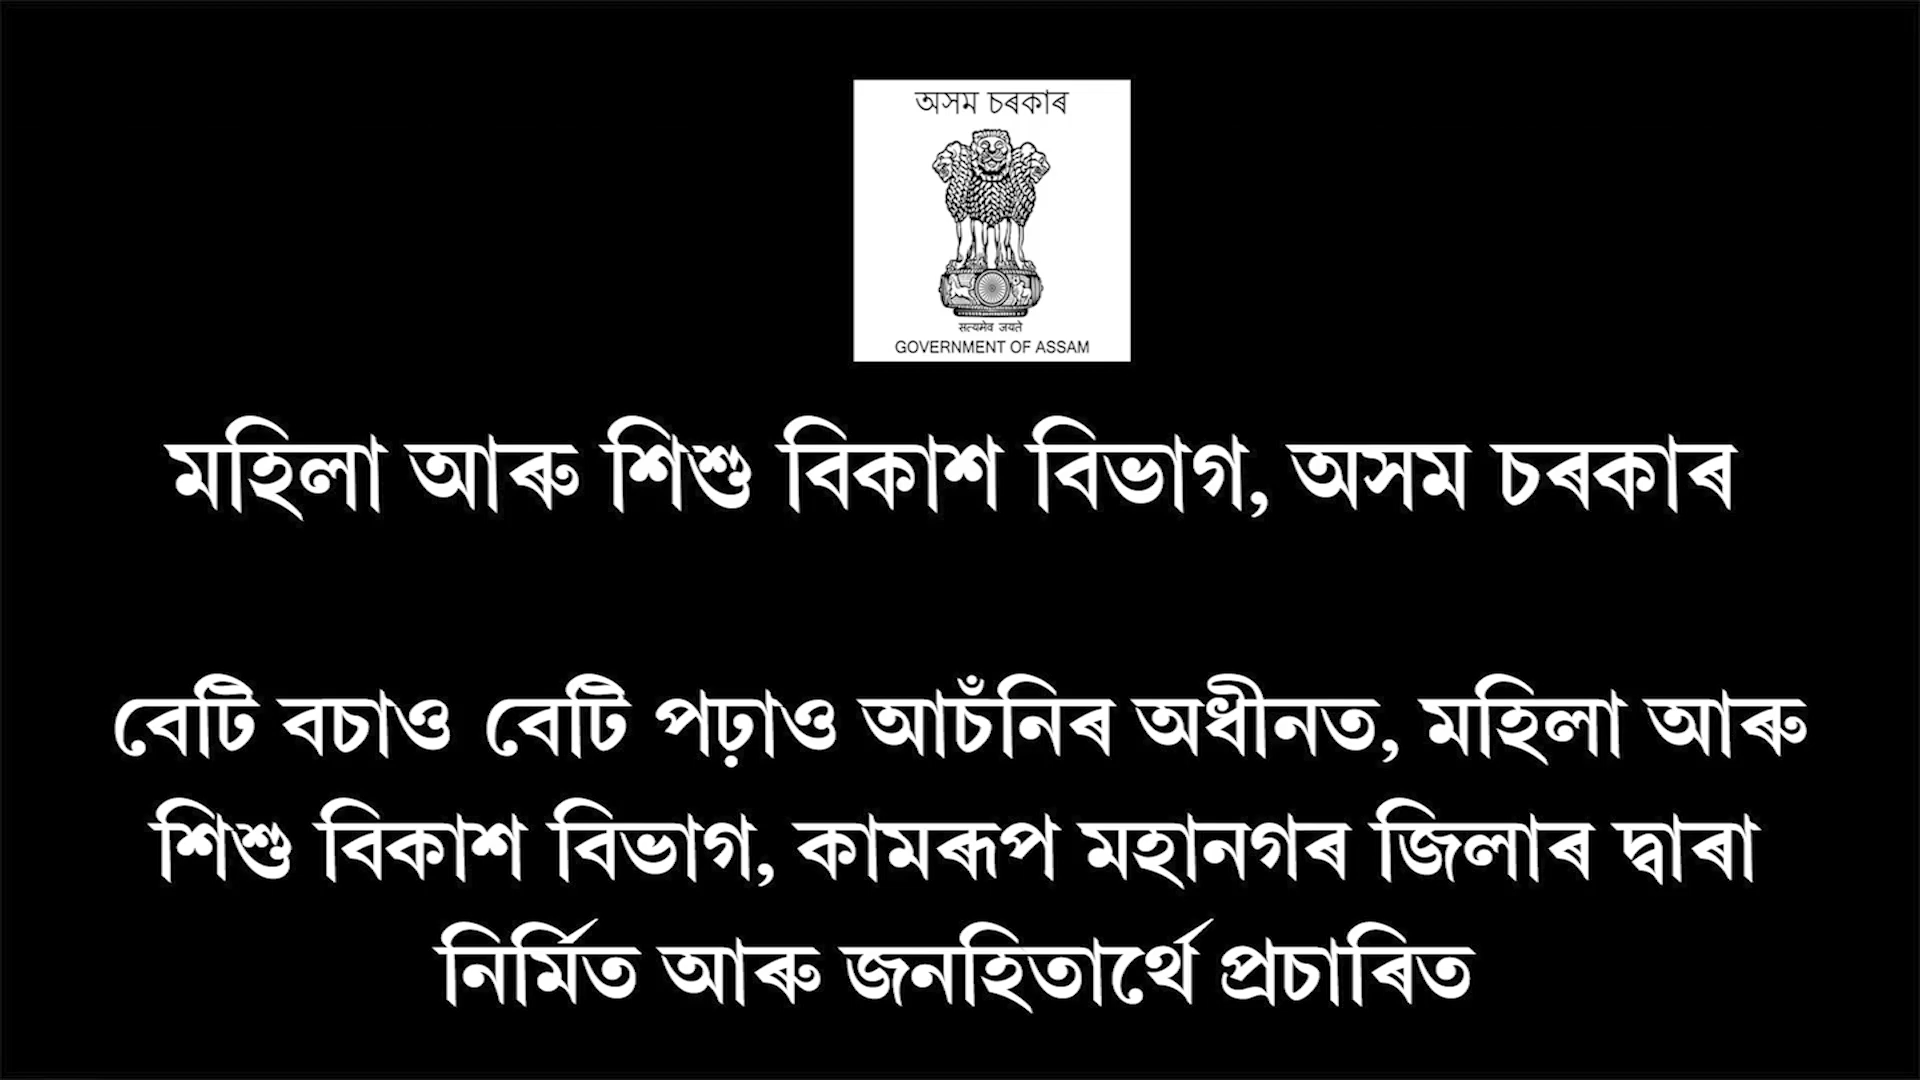 অসম চৰকাৰ
सत्यमेव जयते
GOVERNMENT OF ASSAM
মহিলা আৰু শিশু বিকাশ বিভাগ, অসম চৰকাৰ
বেটি বচাও বেটি পঢ়াও আচঁনিৰ অধীনত, মহিলা আৰু
শিশু বিকাশ বিভাগ, কামৰূপ মহানগৰ জিলাৰ দ্বাৰা
নিৰ্মিত আৰু জনহিতাৰ্থে প্ৰচাৰিত